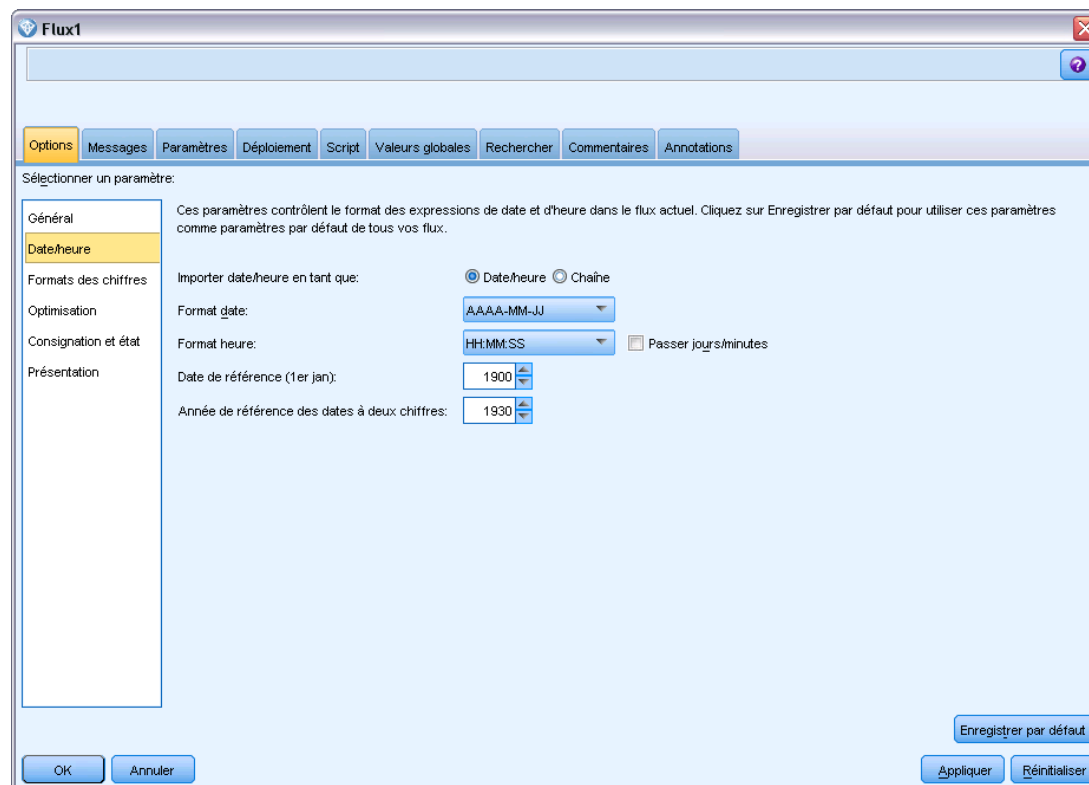 Flux1
Options Messages Paramètres Déploiement Script Valeurs globales Rechercher Commentaires Annotations
Sélectionner un paramètre:
Général
Date/heure
Formats des chiffres
Optimisation
Consignation et état
Présentation
Ces paramètres contrôlent le format des expressions de date et d'heure dans le flux actuel. Cliquez sur Enregistrer par défaut pour utiliser ces paramètres
comme paramètres par défaut de tous vos flux.
Importer date/heure en tant que: Date/heure Chaîne
Format date: AAAA-MM-JJ
Format heure: HH:MM:SS Passer jours/minutes
Date de référence (1er jan): 1900
Année de référence des dates à deux chiffres: 1930
Enregistrer par défaut
OK Annuler Appliquer Réinitialiser